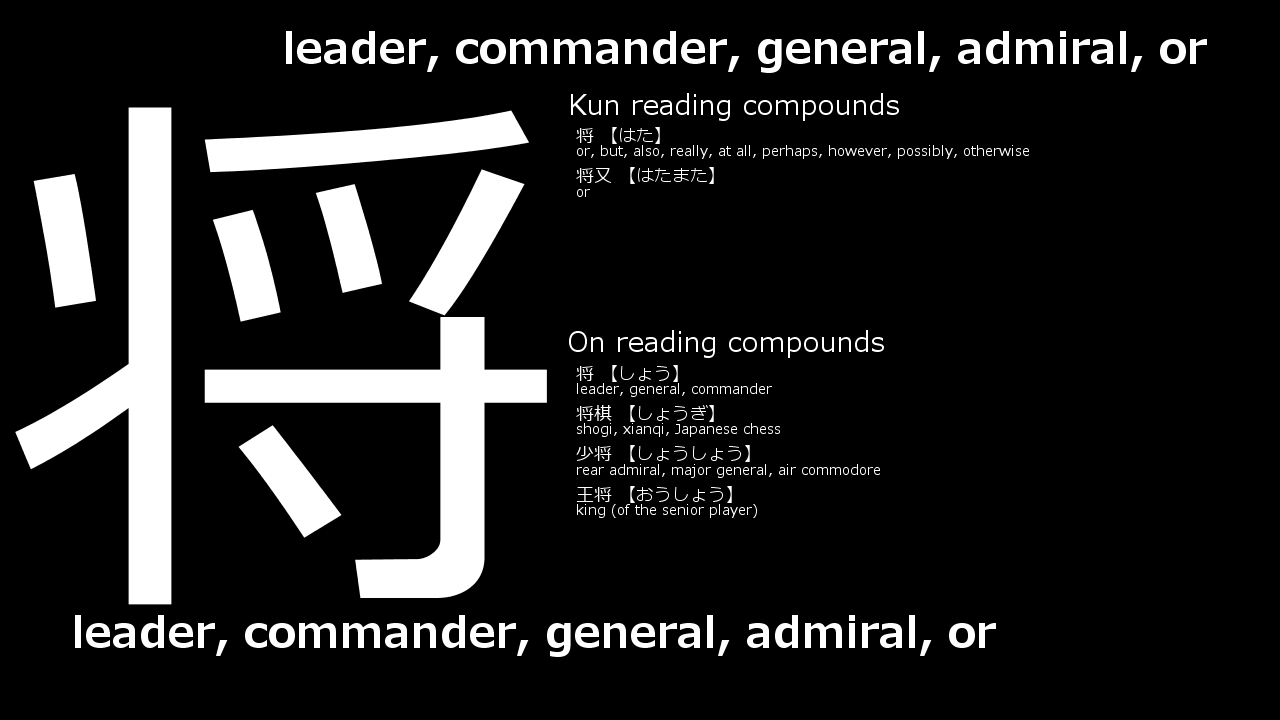 leader, commander, general, admiral, or
将
Kun reading compounds
将 【はた】
or, but, also, really, at all, perhaps, however, possibly, otherwise
将又 【はたまた】
or
On reading compounds
将 【しょう】
leader, general, commander
将棋 【しょうぎ】
shogi, xianqi, Japanese chess
少将 【しょうしょう】
rear admiral, major general, air commodore
王将 【おうしょう】
king (of the senior player)
leader, commander, general, admiral, or